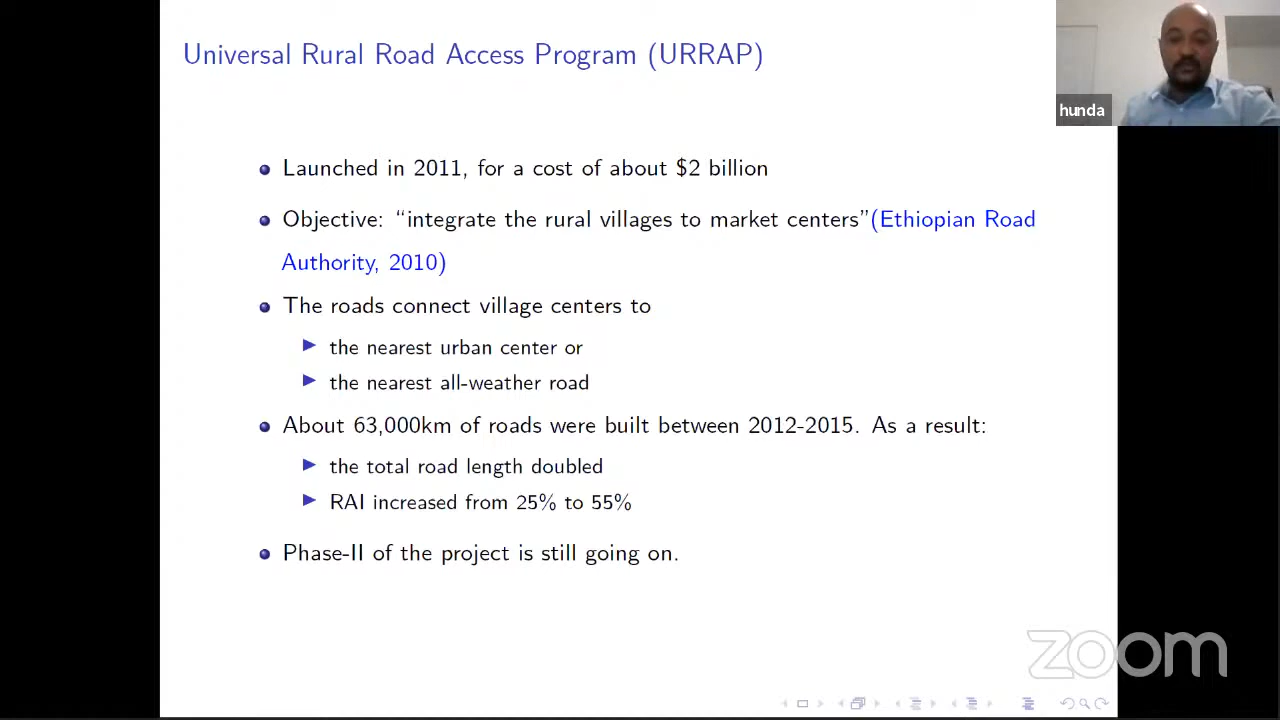 Universal Rural Road Access Program (URRAP)
hunda
Launched in 2011, for a cost of about $2 billion
Objective: “integrate the rural villages to market centers”(Ethiopian Road
Authority, 2010)
The roads connect village centers to
the nearest urban center or
the nearest all-weather road
About 63,000km of roads were built between 2012-2015. As a result:
the total road length doubled
RAI increased from 25% to 55%
Phase-II of the project is still going on.
zoom